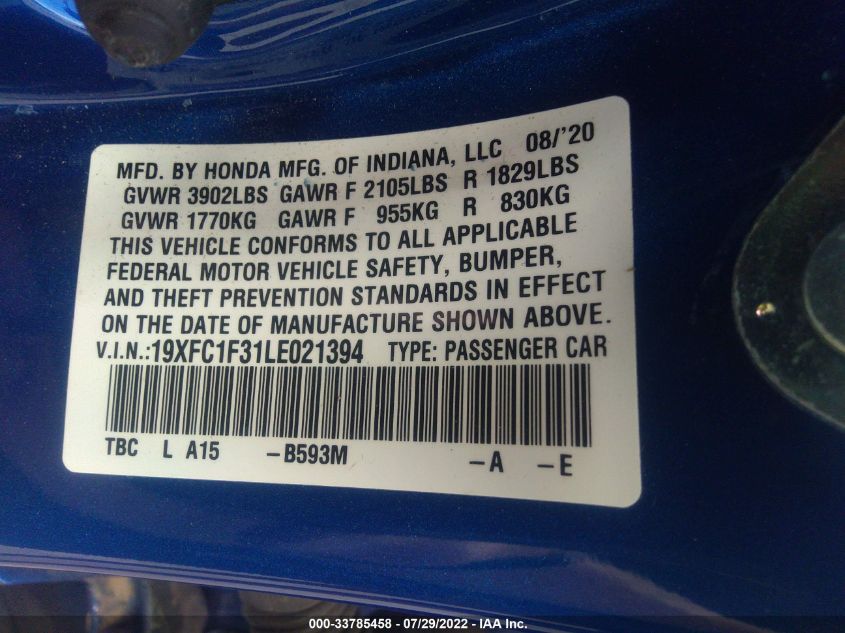 MFD. BY HONDA MFG. OF INDIANA, LLC 08/'20
GVWR 3902LBS GAWR F 2105LBS R 1829LBS
GVWR 1770KG GAWR F 955KG R 830KG
THIS VEHICLE CONFORMS TO ALL APPLICABLE
FEDERAL MOTOR VEHICLE SAFETY, BUMPER,
AND THEFT PREVENTION STANDARDS IN EFFECT
ON THE DATE OF MANUFACTURE SHOWN ABOVE.
V.I.N.:19XFC1F31LE021394 TYPE: PASSENGER CAR
TBC L A15 -B593M -A -E
000-33785458 - 07/29/2022 - IAA Inc.